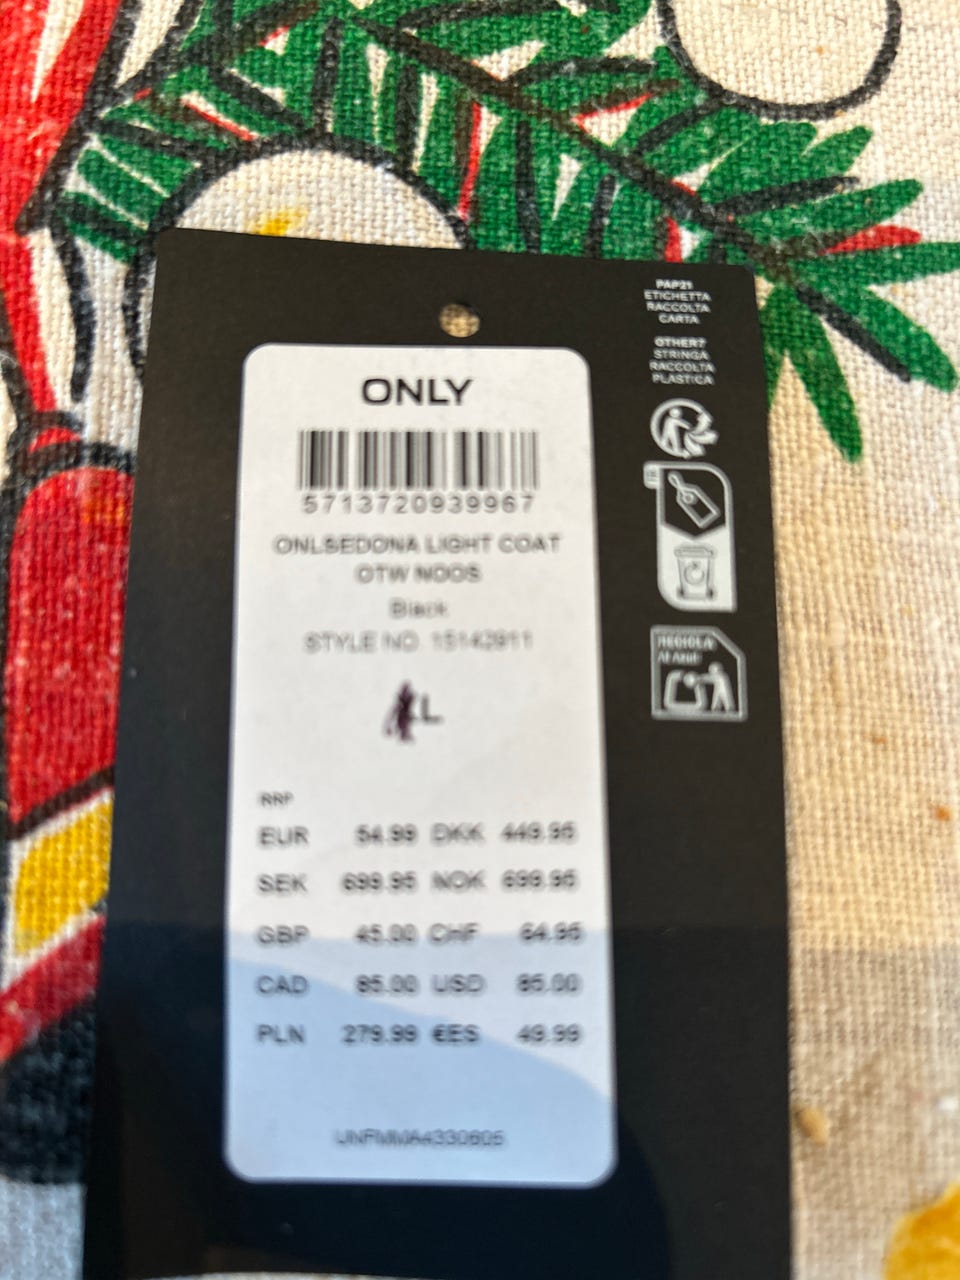 PAP21
ETICHETTA
RACCOLTA
CARTA
OTHER7
STRINGA
RACCOLTA
PLASTICA
ONLY
5713720939967
ONLSEDONA LIGHT COAT
OTW NOOS
Black
STYLE NO. 15142911
L
RRP
EUR 54.99 DKK 449.95
SEK 699.95 NOK 699.95
GBP 45.00 CHF 64.95
CAD 85.00 USD 85.00
PLN 279.99 €ES 49.99